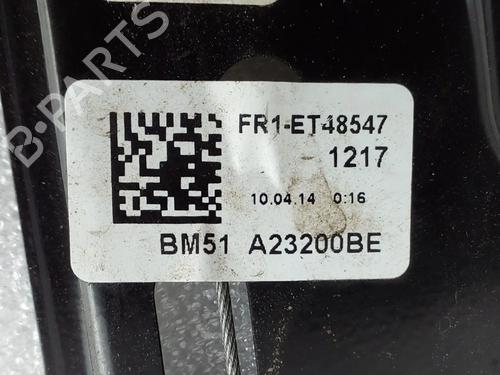 FR1-ET48547
1217
10.04.14 0:16
BM51 A23200BE
B-PARTS